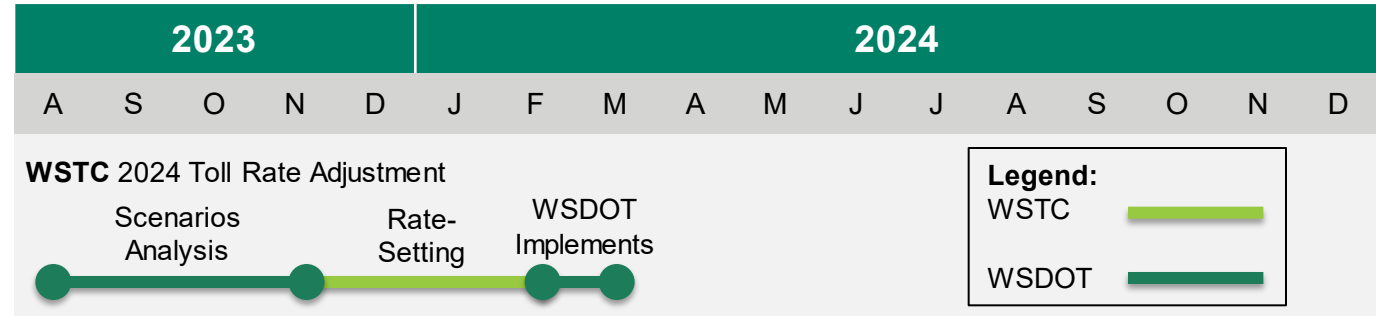 2023 2024
A S O N D J F M A M J J A S O N D
WSTC 2024 Toll Rate Adjustment
Scenarios
Analysis
Rate-
Setting
WSDOT
Implements
Legend:
WSTC
WSDOT